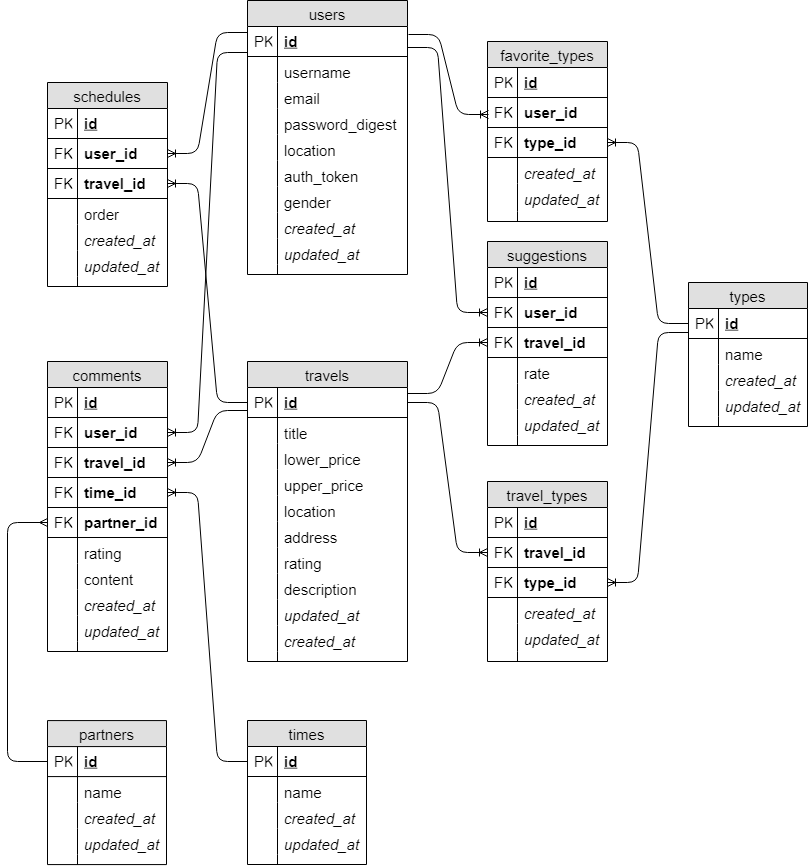 users
PK id
username
email
password_digest
location
auth_token
gender
created_at
updated_at
favorite_types
PK id
FK user_id
FK type_id
created_at
updated_at
schedules
PK id
FK user_id
FK travel_id
order
created_at
updated_at
suggestions
PK id
FK user_id
FK travel_id
rate
created_at
updated_at
types
PK id
name
created_at
updated_at
comments
PK id
FK user_id
FK travel_id
FK time_id
FK partner_id
rating
content
created_at
updated_at
travels
PK id
title
lower_price
upper_price
location
address
rating
description
updated_at
created_at
travel_types
PK id
FK travel_id
FK type_id
created_at
updated_at
partners
PK id
name
created_at
updated_at
times
PK id
name
created_at
updated_at